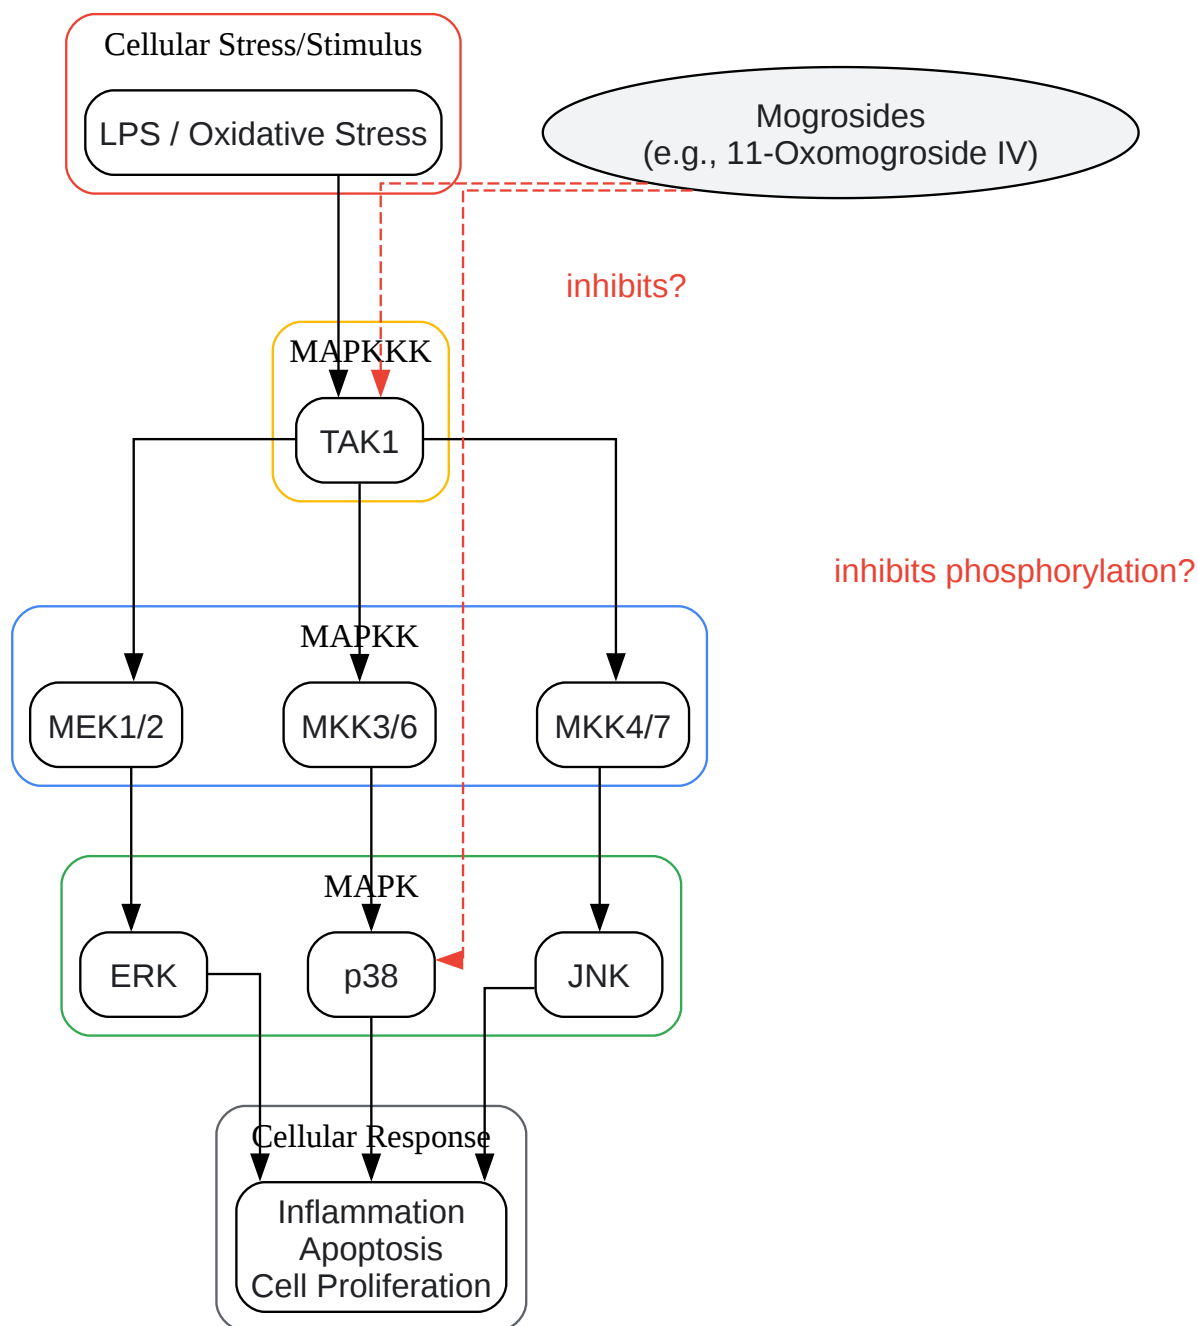 Cellular Stress/Stimulus
LPS / Oxidative Stress
Mogrosides
(e.g., 11-Oxomogroside IV)
inhibits?
MAPKKK
TAK1
inhibits phosphorylation?
MAPKK
MEK1/2
MKK3/6
MKK4/7
MAPK
ERK
p38
JNK
Cellular Response
Inflammation
Apoptosis
Cell Proliferation